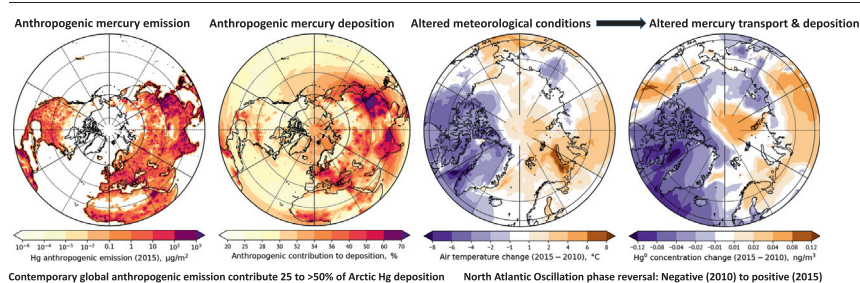 Anthropogenic mercury emission Anthropogenic mercury deposition Altered meteorological conditions Altered mercury transport & deposition
10⁻⁴ 10⁻³ 10⁻² 10⁻¹ 1 10 10² 10³
Hg anthropogenic emission (2015), μg/m²
20 25 28 30 32 35 40 50 60 70
Anthropogenic contribution to deposition, %
-8 -6 -4 -2 -1 1 2 4 6 8
Air temperature change (2015 − 2010), °C
−0.12 -0.08 -0.04 -0.02 -0.01 0.01 0.02 0.04 0.08 0.12
Hg⁰ concentration change (2015 − 2010), ng/m³
Contemporary global anthropogenic emission contribute 25 to >50% of Arctic Hg deposition North Atlantic Oscillation phase reversal: Negative (2010) to positive (2015)